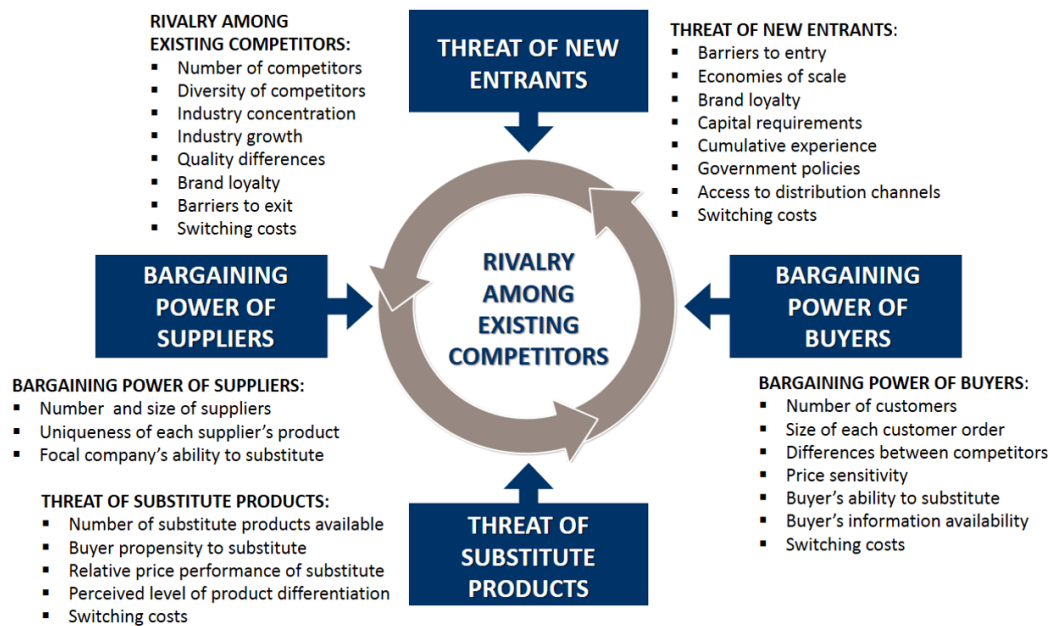 RIVALRY AMONG
EXISTING COMPETITORS:
▪ Number of competitors
▪ Diversity of competitors
▪ Industry concentration
▪ Industry growth
▪ Quality differences
▪ Brand loyalty
▪ Barriers to exit
▪ Switching costs
THREAT OF NEW
ENTRANTS
THREAT OF NEW ENTRANTS:
▪ Barriers to entry
▪ Economies of scale
▪ Brand loyalty
▪ Capital requirements
▪ Cumulative experience
▪ Government policies
▪ Access to distribution channels
▪ Switching costs
BARGAINING
POWER OF
SUPPLIERS
RIVALRY
AMONG
EXISTING
COMPETITORS
BARGAINING
POWER OF
BUYERS
BARGAINING POWER OF SUPPLIERS:
▪ Number and size of suppliers
▪ Uniqueness of each supplier’s product
▪ Focal company’s ability to substitute
BARGAINING POWER OF BUYERS:
▪ Number of customers
▪ Size of each customer order
▪ Differences between competitors
▪ Price sensitivity
▪ Buyer’s ability to substitute
▪ Buyer’s information availability
▪ Switching costs
THREAT OF SUBSTITUTE PRODUCTS:
▪ Number of substitute products available
▪ Buyer propensity to substitute
▪ Relative price performance of substitute
▪ Perceived level of product differentiation
▪ Switching costs
THREAT OF
SUBSTITUTE
PRODUCTS